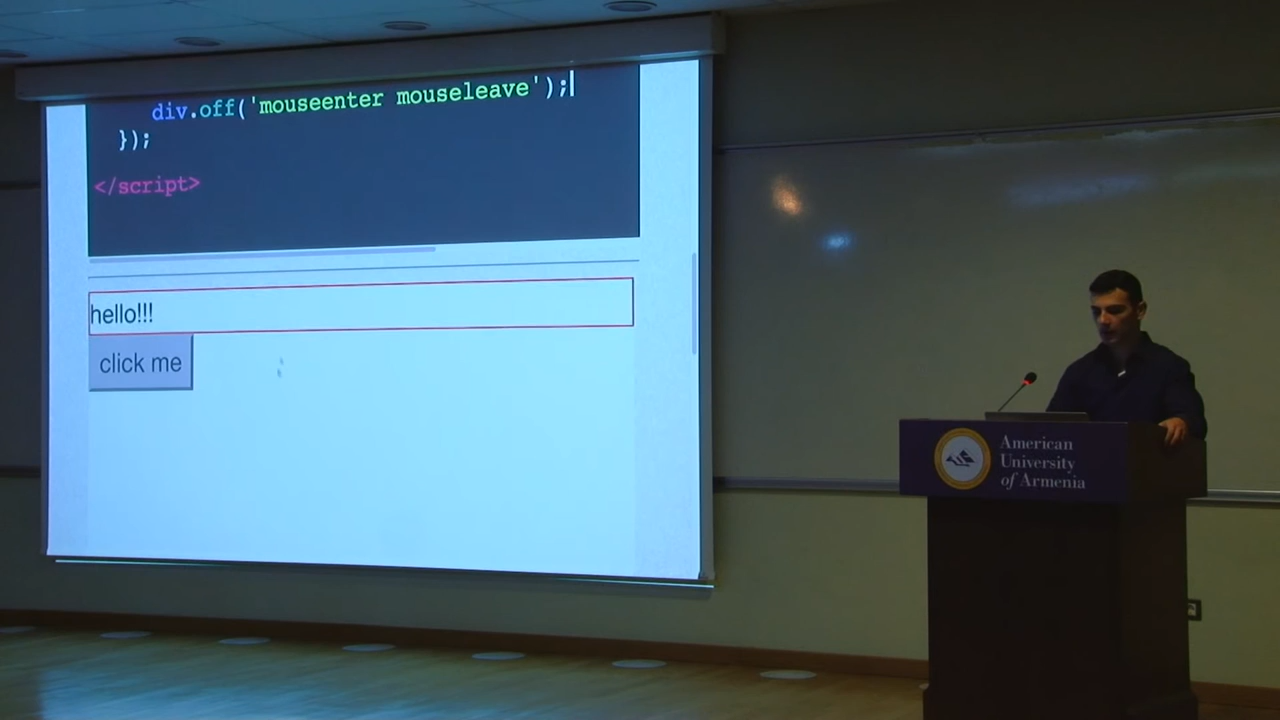 div.off('mouseenter mouseleave');
});
</script>
hello!!!
click me
American
University
of Armenia